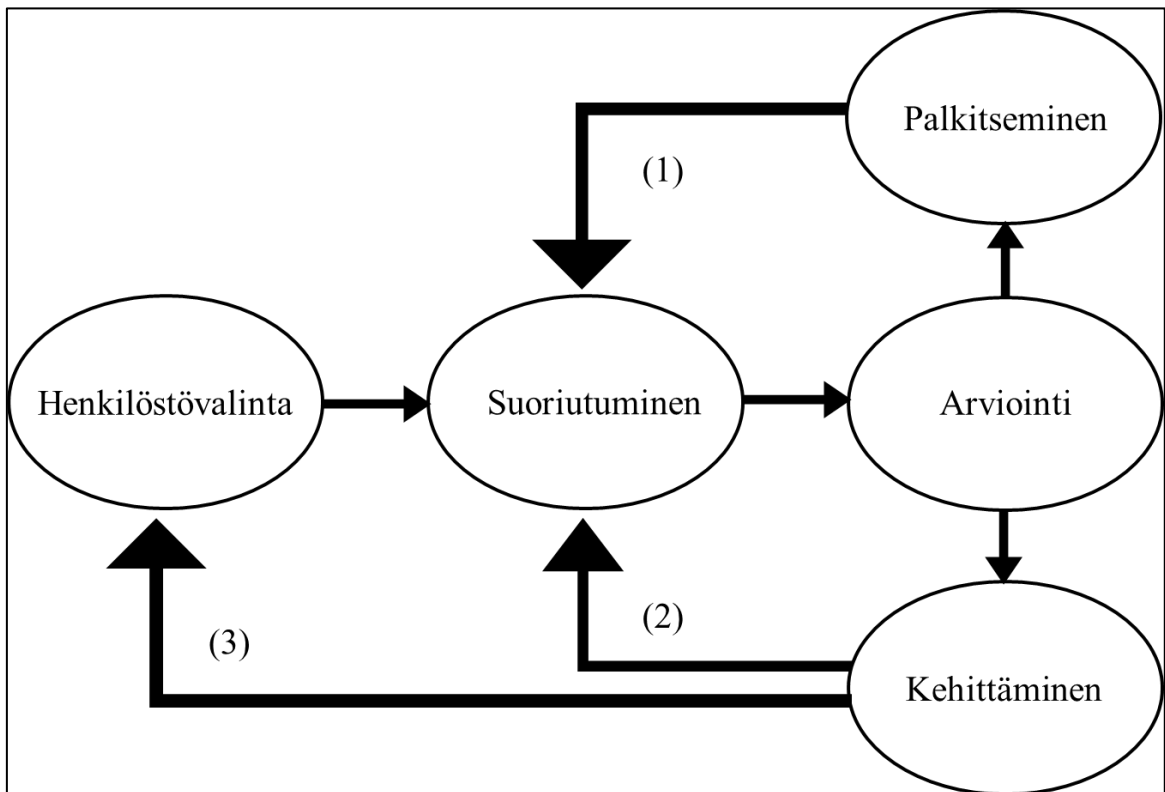 Palkitseminen
(1)
Henkilöstövalinta
Suoriutuminen
Arviointi
(2)
(3)
Kehittäminen